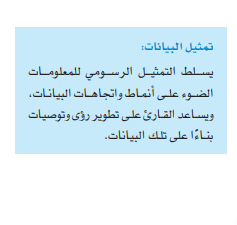 تمثيل البيانات:
يسلط التمثيل الرسومي للمعلومات
الضوء على أنماط واتجاهات البيانات،
ويساعد القارئ على تطوير رؤى وتوصيات
بناءًا على تلك البيانات.